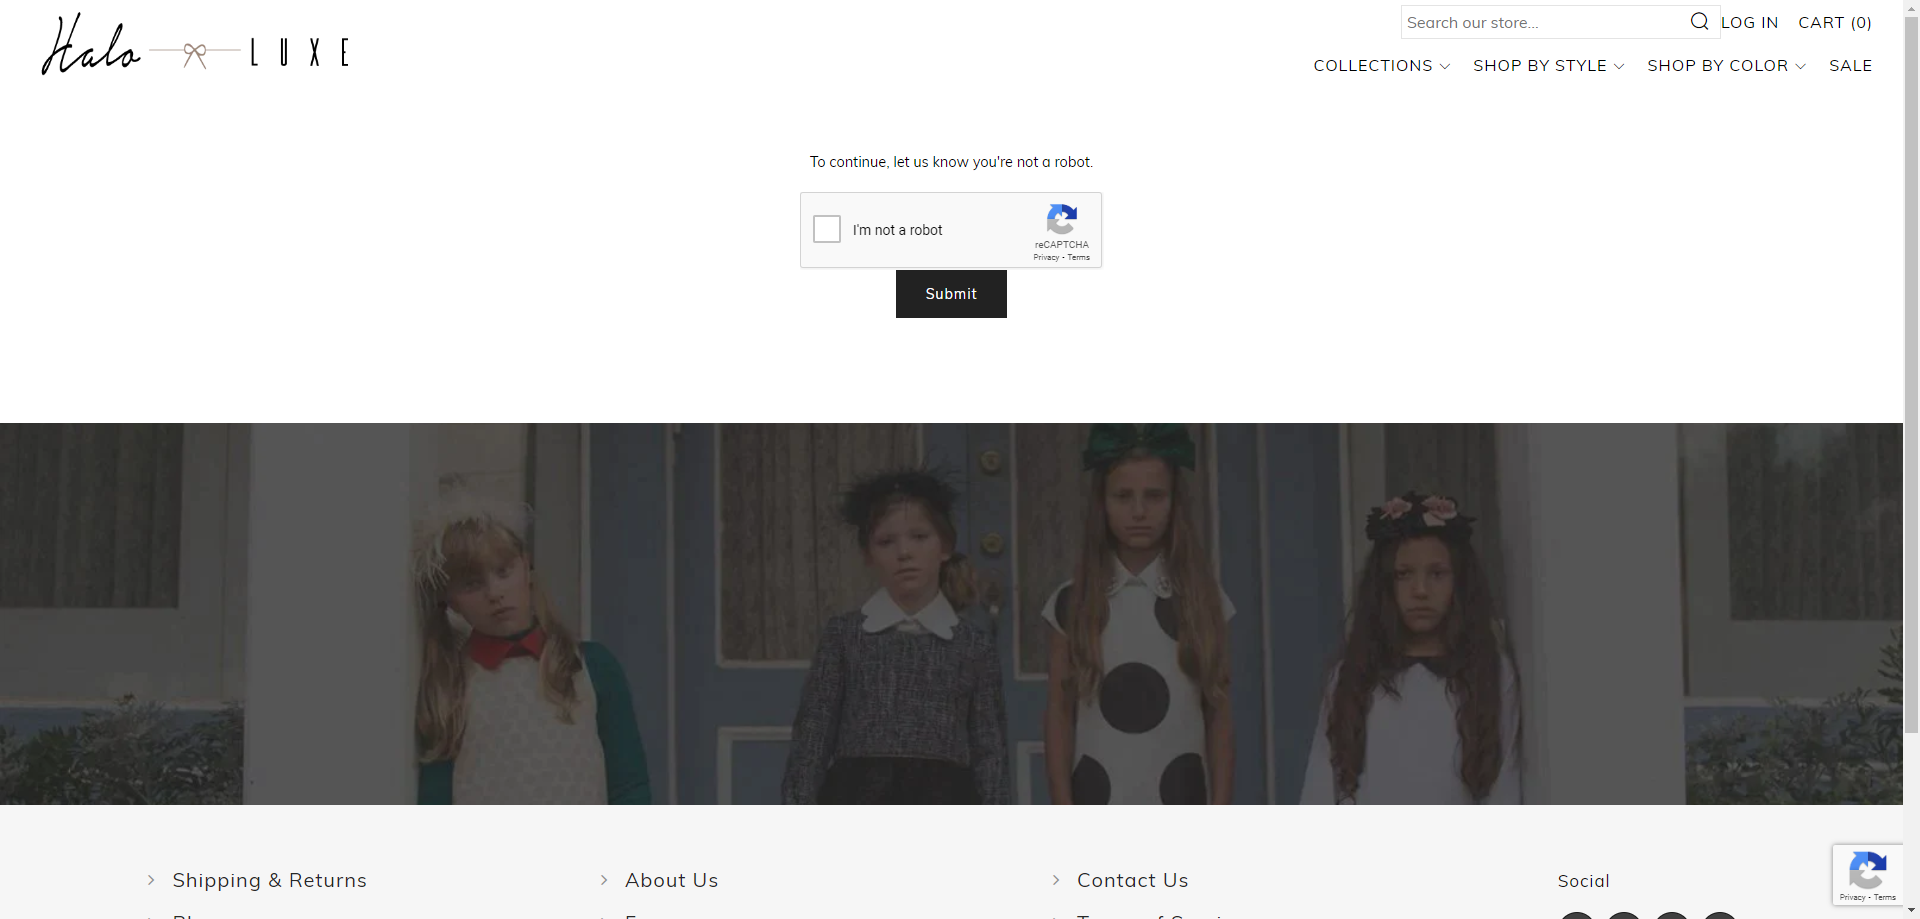 Halo LUXE
Search our store...
LOG IN
CART (0)
COLLECTIONS
SHOP BY STYLE
SHOP BY COLOR
SALE
To continue, let us know you're not a robot.
I'm not a robot
reCAPTCHA
Privacy - Terms
Submit
Shipping & Returns
About Us
Contact Us
Social
Privacy - Terms